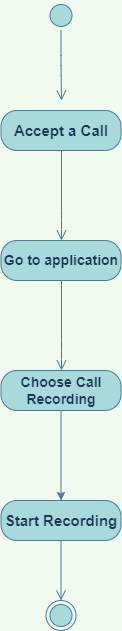 Accept a Call
Go to application
Choose Call
Recording
Start Recording